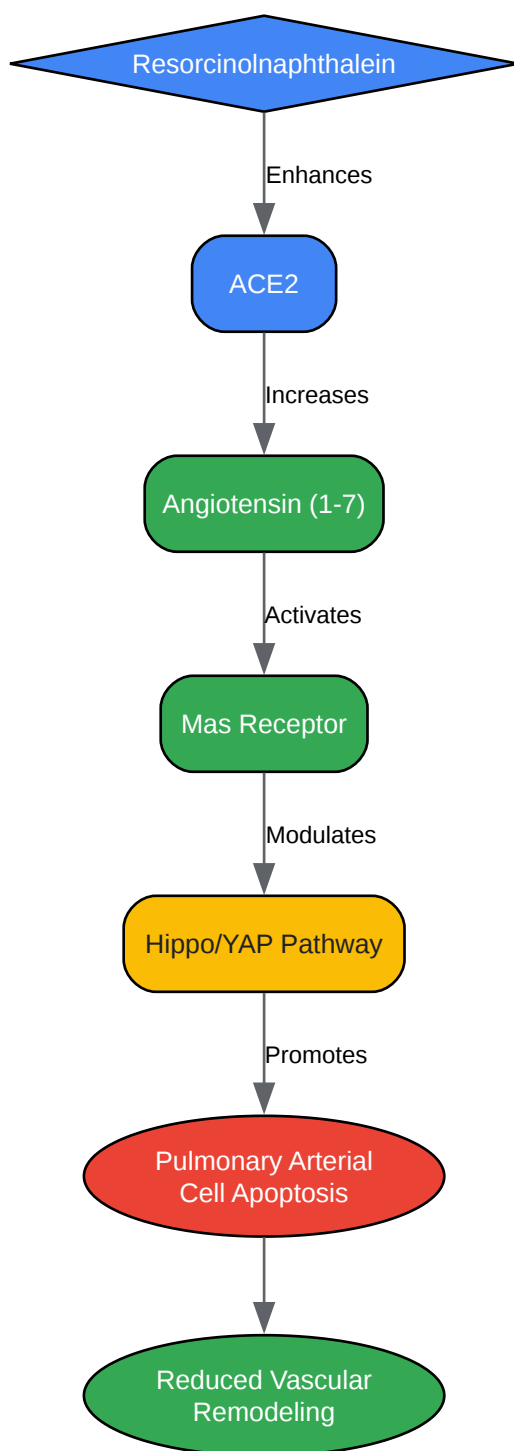 Resorcinolnaphthalein
Enhances
ACE2
Increases
Angiotensin (1-7)
Activates
Mas Receptor
Modulates
Hippo/YAP Pathway
Promotes
Pulmonary Arterial
Cell Apoptosis
Reduced Vascular
Remodeling